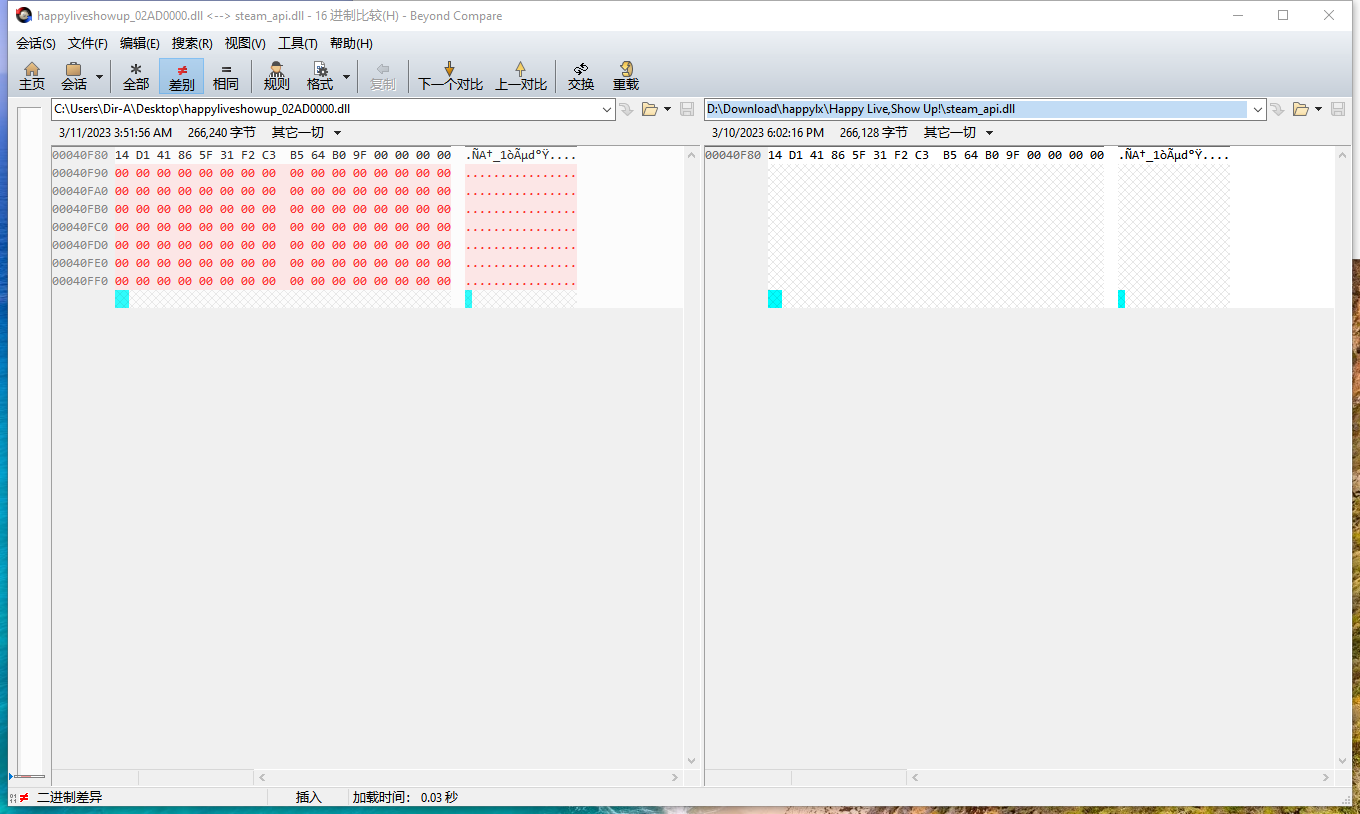 happyliveshowup_02AD0000.dll <--> steam_api.dll - 16 进制比较(H) - Beyond Compare
会话(S) 文件(F) 编辑(E) 搜索(R) 视图(V) 工具(T) 帮助(H)
主页 会话 全部 差别 相同 规则 格式 复制 下一个对比 上一对比 交换 重载
C:\Users\Dir-A\Desktop\happyliveshowup_02AD0000.dll
3/11/2023 3:51:56 AM 266,240 字节 其它一切
00040F80 14 D1 41 86 5F 31 F2 C3 B5 64 B0 9F 00 00 00 00 .ÑA†_1òÃµd°Ÿ....
00040F90 00 00 00 00 00 00 00 00 00 00 00 00 00 00 00 00 ................
00040FA0 00 00 00 00 00 00 00 00 00 00 00 00 00 00 00 00 ................
00040FB0 00 00 00 00 00 00 00 00 00 00 00 00 00 00 00 00 ................
00040FC0 00 00 00 00 00 00 00 00 00 00 00 00 00 00 00 00 ................
00040FD0 00 00 00 00 00 00 00 00 00 00 00 00 00 00 00 00 ................
00040FE0 00 00 00 00 00 00 00 00 00 00 00 00 00 00 00 00 ................
00040FF0 00 00 00 00 00 00 00 00 00 00 00 00 00 00 00 00 ................
D:\Download\happylx\Happy Live,Show Up!\steam_api.dll
3/10/2023 6:02:16 PM 266,128 字节 其它一切
00040F80 14 D1 41 86 5F 31 F2 C3 B5 64 B0 9F 00 00 00 00 .ÑA†_1òÃµd°Ÿ....
二进制差异 插入 加载时间: 0.03 秒